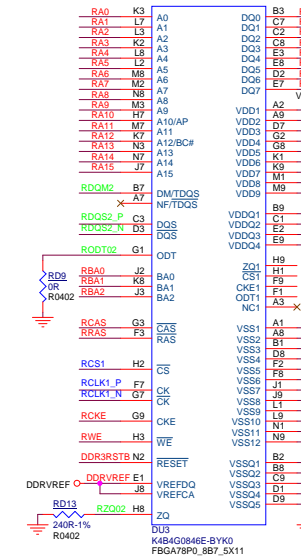 RA0 K3 A0 DQ0 B3
RA1 L7 A1 DQ1 C7
RA2 L3 A2 DQ2 C2
RA3 K2 A3 DQ3 C8
RA4 L8 A4 DQ4 E3
RA5 L2 A5 DQ5 E8
RA6 M8 A6 DQ6 D2
RA7 M2 A7 DQ7 E7
RA8 N8 A8
RA9 M3 A9 VDD1 A2
RA10 H7 A10/AP VDD2 A9
RA11 M7 A11 VDD3 D7
RA12 K7 A12/BC# VDD4 G2
RA13 N3 A13 VDD5 G8
RA14 N7 A14 VDD6 K1
RA15 J7 A15 VDD7 K9
VDD8 M1
RDQM2 B7 DM/TDQS VDD9 M9
A7 NF/TDQS
VDDQ1 B9
RDQS2_P C3 DQS VDDQ2 C1
RDQS2_N D3 DQS VDDQ3 E2
VDDQ4 E9
RODT02 G1 ODT
ZQ1 H9
RD9 RBA0 J2 BA0 CS1 H1
0R RBA1 K8 BA1 CKE1 F9
R0402 RBA2 J3 BA3 ODT1 F1
NC1 A3
RCAS G3 CAS VSS1 A1
RRAS F3 RAS VSS2 A8
VSS3 B1
VSS4 D8
RCS1 H2 CS VSS5 F2
VSS6 F8
RCLK1_P F7 CK VSS7 J1
RCLK1_N G7 CK VSS8 J9
VSS9 L1
RCKE G9 CKE VSS10 L9
VSS11 N1
RWE H3 WE VSS12 N9
DDR3RSTB N2 RESET VSSQ1 B2
VSSQ2 B8
DDRVREF DDRVREF E1 VREFDQ VSSQ3 C9
J8 VREFCA VSSQ4 D1
VSSQ5 D9
RD13 RZQ02 H8 ZQ
240R-1% DU3
R0402 K4B4G0846E-BYK0
FBGA78P0_8B7_5X11